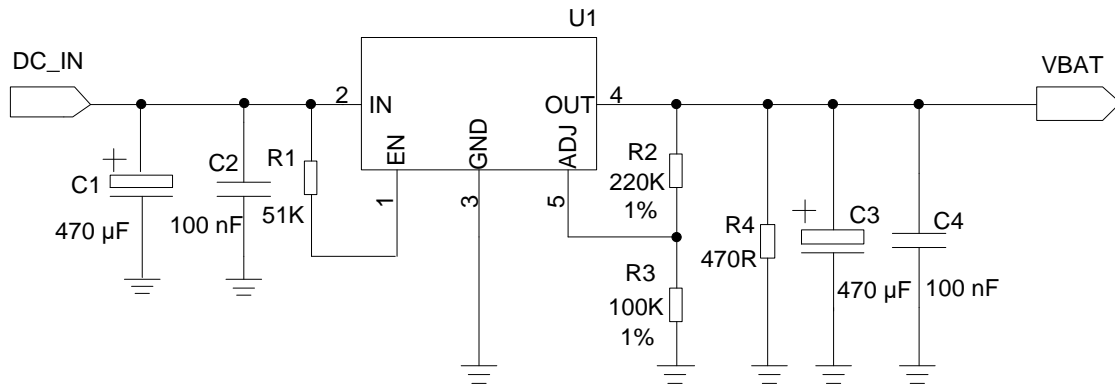 U1
DC_IN
VBAT
2
IN
OUT
4
EN
GND
ADJ
1
3
5
C1
470 µF
C2
100 nF
R1
51K
R2
220K
1%
R3
100K
1%
R4
470R
C3
470 µF
C4
100 nF